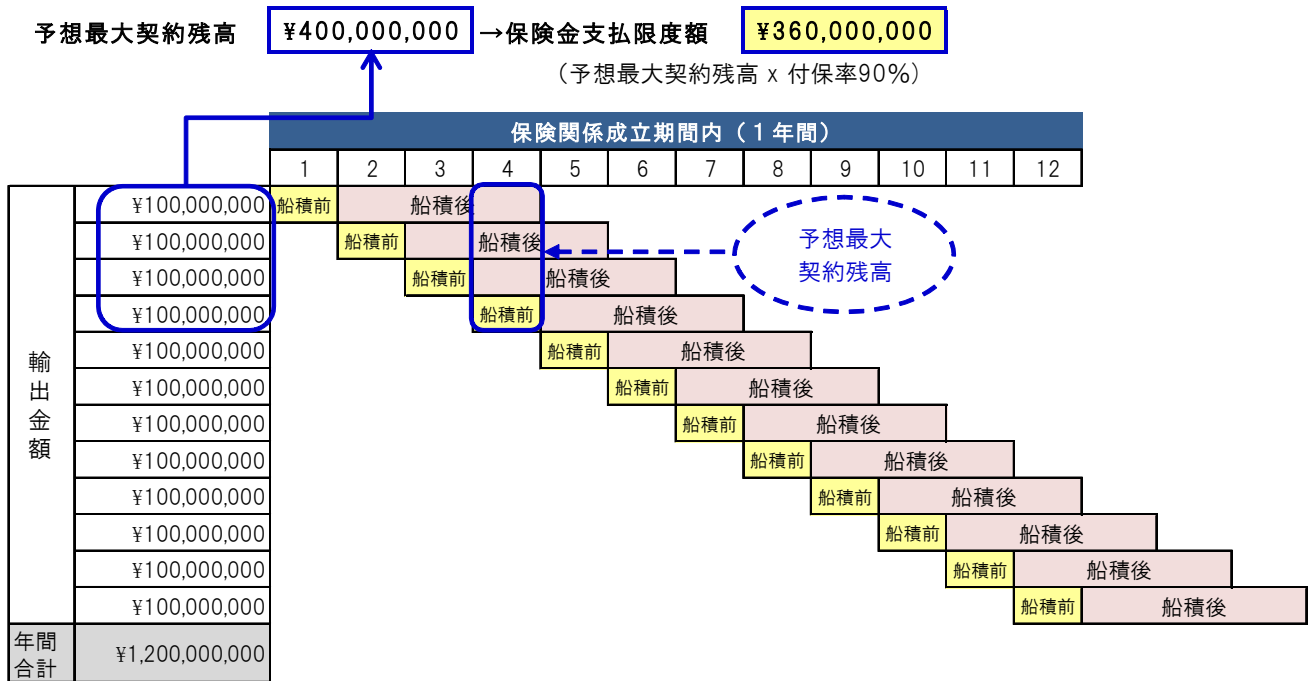 予想最大契約残高 ¥400,000,000 →保険金支払限度額 ¥360,000,000
（予想最大契約残高 x 付保率90%）
保険関係成立期間内（１年間）
1 2 3 4 5 6 7 8 9 10 11 12
¥100,000,000 船積前 船積後
¥100,000,000 船積前 船積後
¥100,000,000 船積前 船積後
¥100,000,000 船積前 船積後
¥100,000,000 船積前 船積後
¥100,000,000 船積前 船積後
¥100,000,000 船積前 船積後
¥100,000,000 船積前 船積後
¥100,000,000 船積前 船積後
¥100,000,000 船積前 船積後
¥100,000,000 船積前 船積後
¥100,000,000 船積前 船積後
予想最大
契約残高
輸出金額
年間
合計
¥1,200,000,000